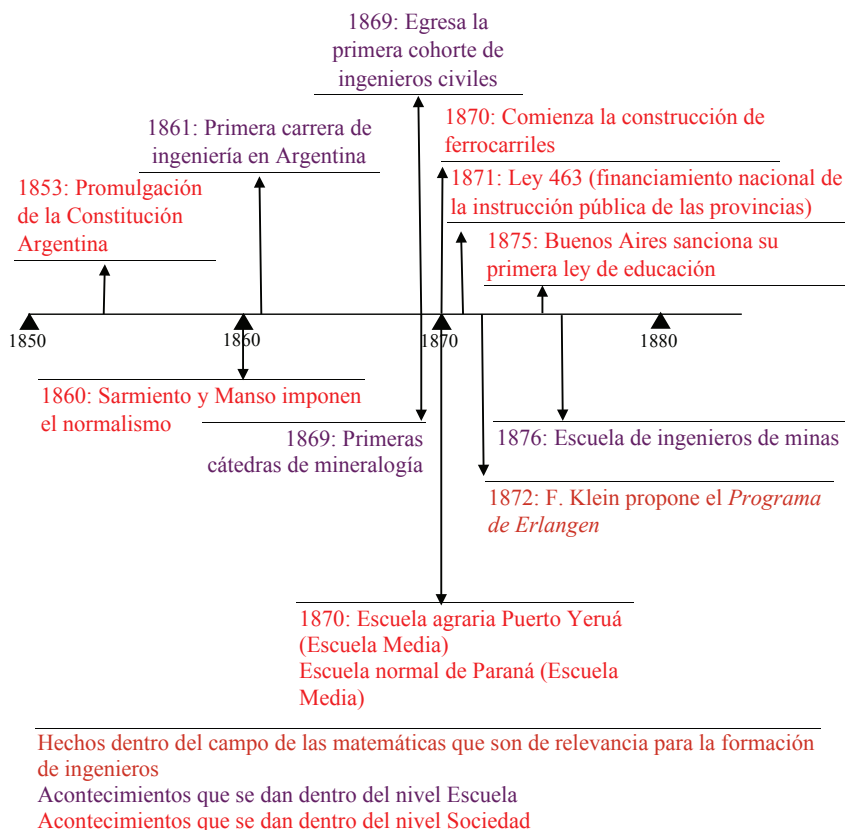 1869: Egresa la
primera cohorte de
ingenieros civiles
1861: Primera carrera de
ingeniería en Argentina
1870: Comienza la construcción de
ferrocarriles
1853: Promulgación
de la Constitución
Argentina
1871: Ley 463 (financiamiento nacional de
la instrucción pública de las provincias)
1875: Buenos Aires sanciona su
primera ley de educación
1850
1860
1870
1880
1860: Sarmiento y Manso imponen
el normalismo
1869: Primeras
cátedras de mineralogía
1876: Escuela de ingenieros de minas
1872: F. Klein propone el Programa
de Erlangen
1870: Escuela agraria Puerto Yeruá
(Escuela Media)
Escuela normal de Paraná (Escuela
Media)
Hechos dentro del campo de las matemáticas que son de relevancia para la formación
de ingenieros
Acontecimientos que se dan dentro del nivel Escuela
Acontecimientos que se dan dentro del nivel Sociedad